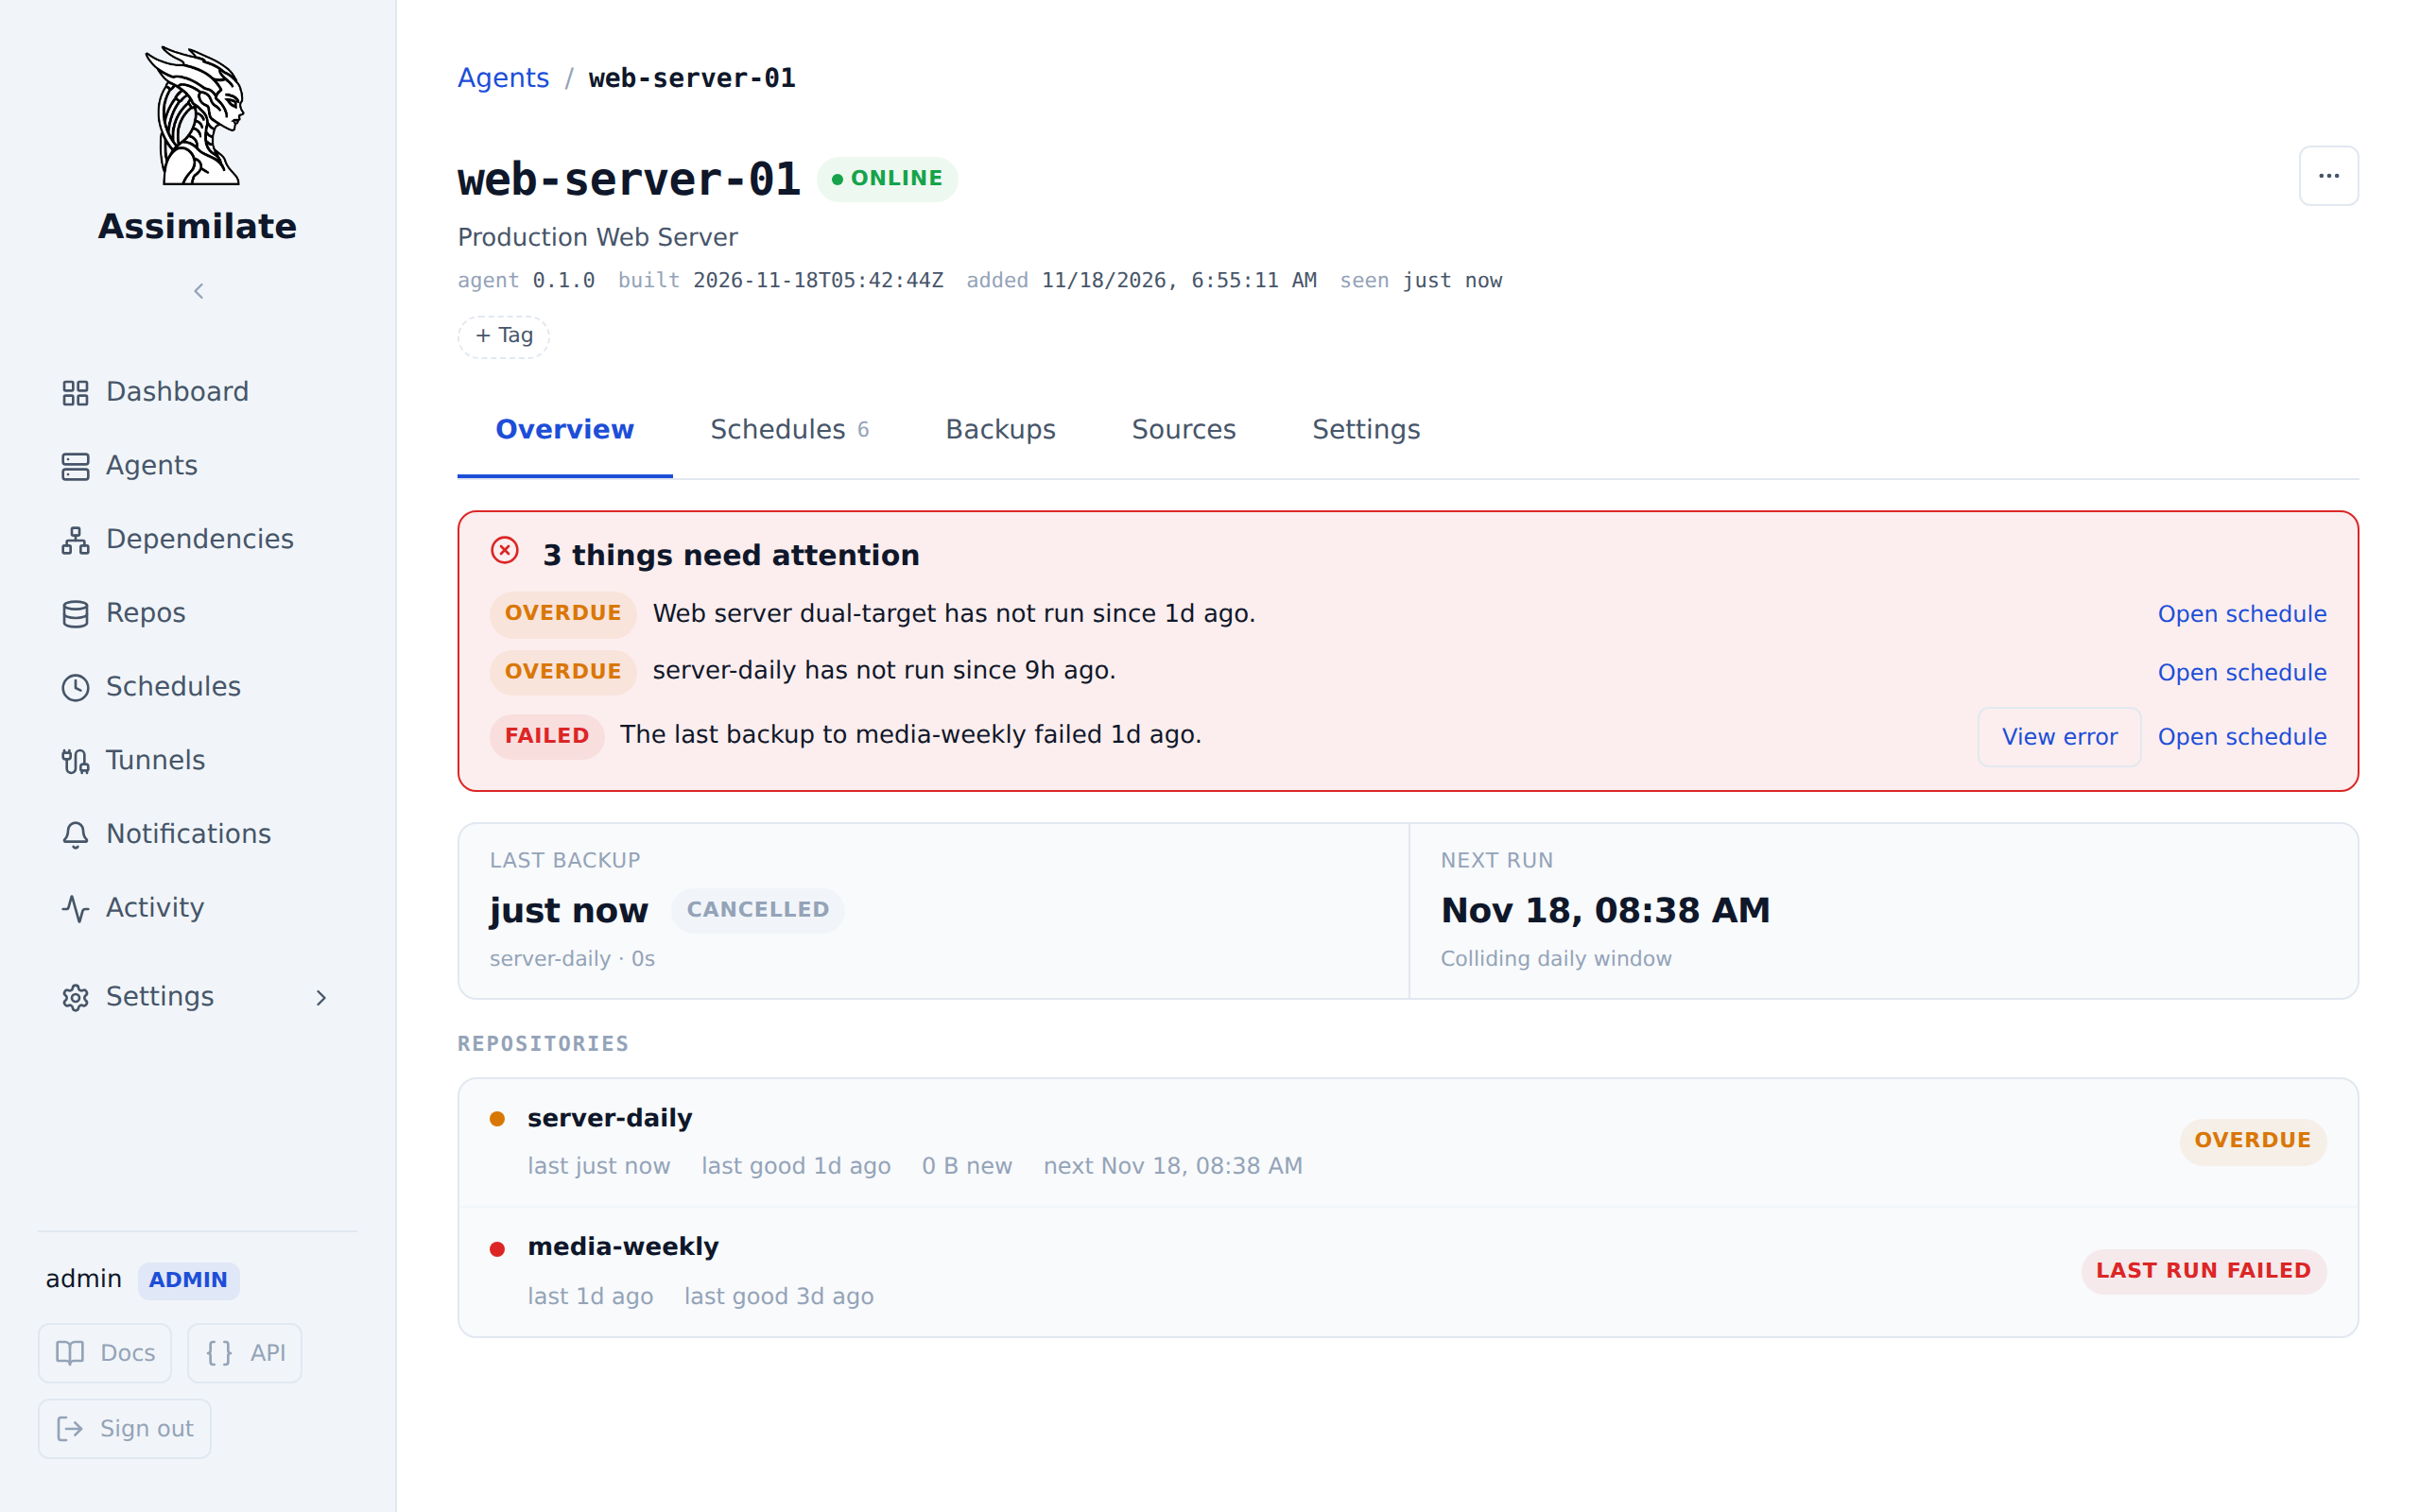 Assimilate
Dashboard
Agents
Dependencies
Repos
Schedules
Tunnels
Notifications
Activity
Settings
admin ADMIN
Docs API
Sign out
Agents / web-server-01
web-server-01 ONLINE
Production Web Server
agent 0.1.0 built 2026-11-18T05:42:44Z added 11/18/2026, 6:55:11 AM seen just now
+ Tag
Overview Schedules 6 Backups Sources Settings
3 things need attention
OVERDUE Web server dual-target has not run since 1d ago. Open schedule
OVERDUE server-daily has not run since 9h ago. Open schedule
FAILED The last backup to media-weekly failed 1d ago. View error Open schedule
LAST BACKUP
just now CANCELLED
server-daily · 0s
NEXT RUN
Nov 18, 08:38 AM
Colliding daily window
REPOSITORIES
server-daily
last just now last good 1d ago 0 B new next Nov 18, 08:38 AM
OVERDUE
media-weekly
last 1d ago last good 3d ago
LAST RUN FAILED